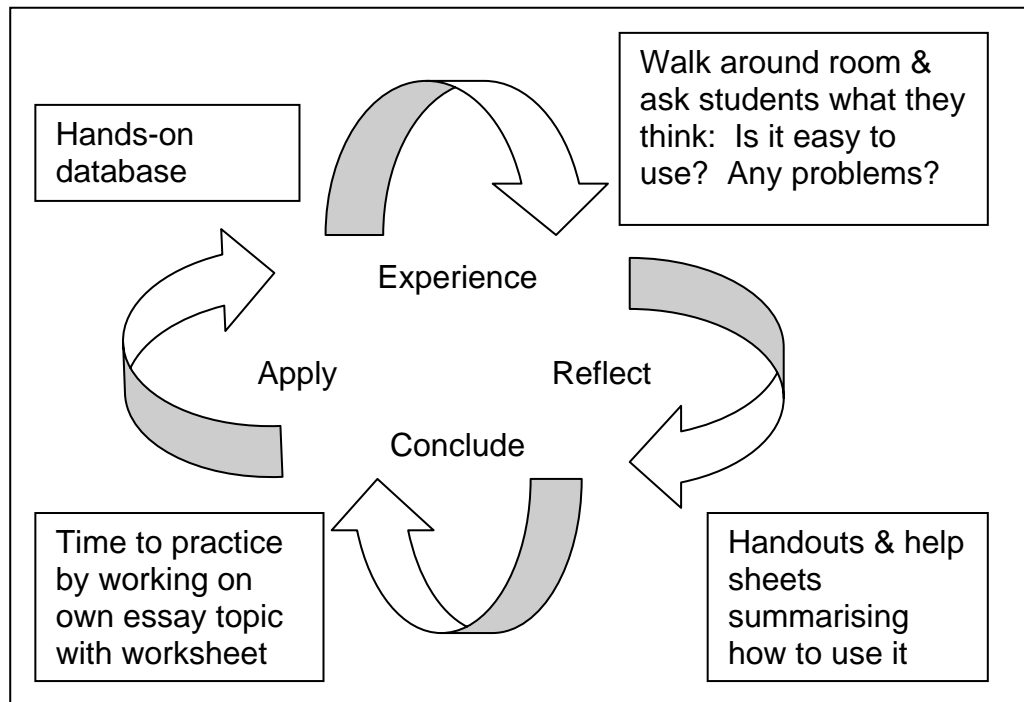 Hands-on
database
Walk around room &
ask students what they
think:  Is it easy to
use?  Any problems?
Experience
Apply
Reflect
Conclude
Time to practice
by working on
own essay topic
with worksheet
Handouts & help
sheets
summarising
how to use it